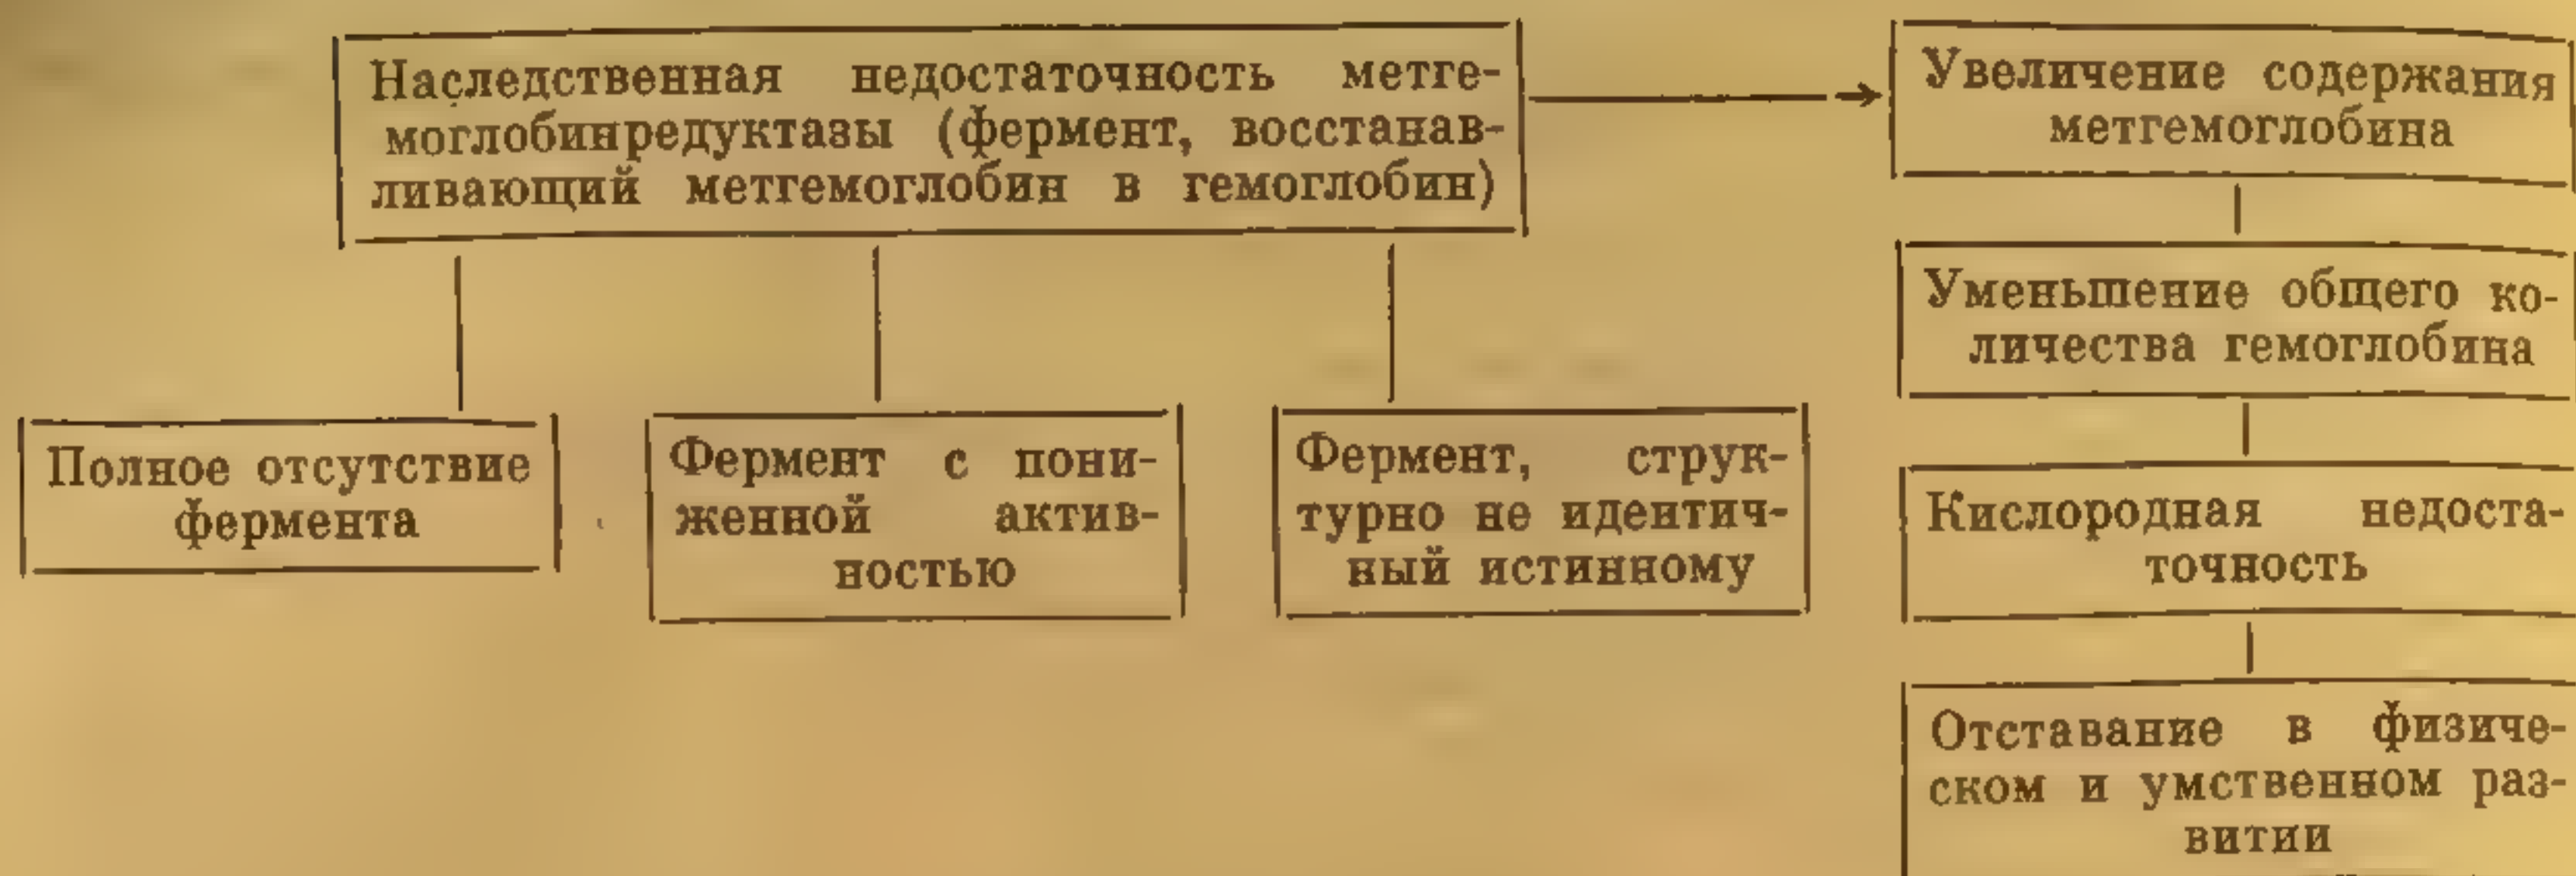 Наследственная недостаточность метге-
моглобинредуктазы (фермент, восстанав-
ливающий метгемоглобин в гемоглобин)
Увеличение содержания
метгемоглобина
Уменьшение общего ко-
личества гемоглобина
Полное отсутствие
фермента
Фермент с пони-
женной актив-
ностью
Фермент, струк-
турно не идентич-
ный истинному
Кислородная недоста-
точность
Отставание в физиче-
ском и умственном раз-
витии